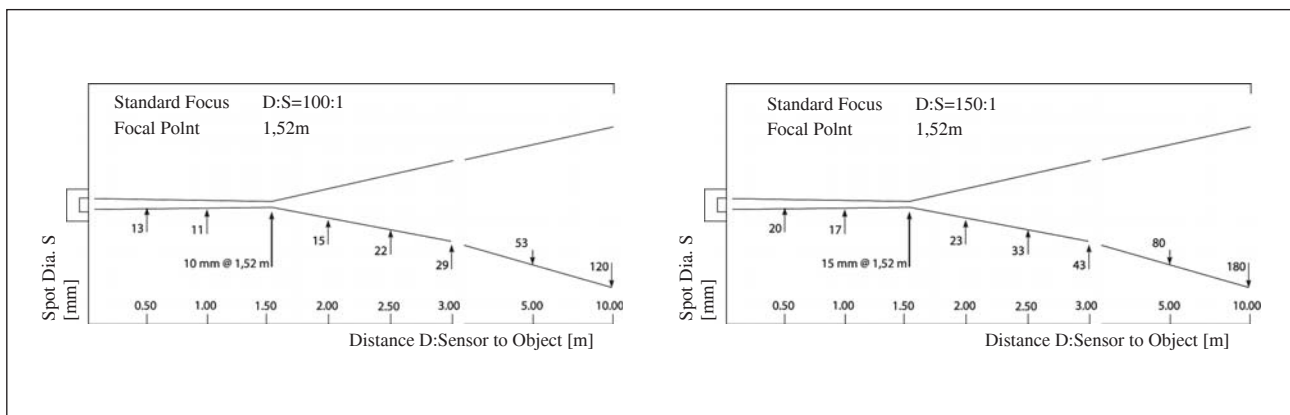 Standard Focus D:S=100:1
Focal Polnt 1,52m
13
11
10 mm @ 1,52 m
15
22
29
53
120
Spot Dia. S
[mm]
0.50 1.00 1.50 2.00 2.50 3.00 5.00 10.00
Distance D:Sensor to Object [m]
Standard Focus D:S=150:1
Focal Polnt 1,52m
20
17
15 mm @ 1,52 m
23
33
43
80
180
Spot Dia. S
[mm]
0.50 1.00 1.50 2.00 2.50 3.00 5.00 10.00
Distance D:Sensor to Object [m]